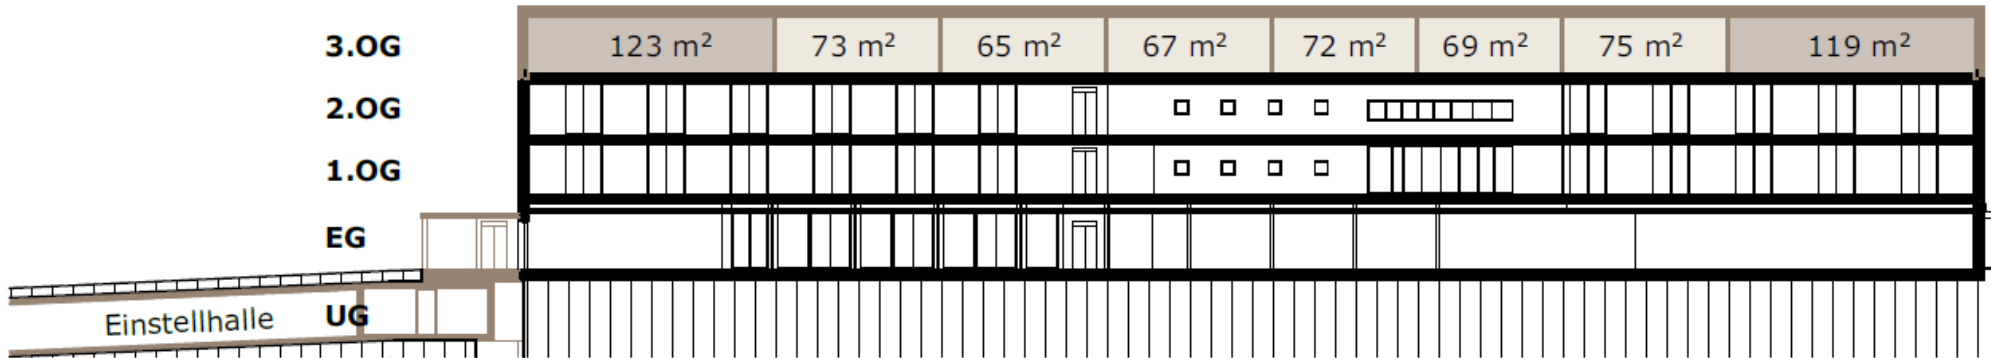 3.OG 123 m² 73 m² 65 m² 67 m² 72 m² 69 m² 75 m² 119 m²
2.OG
1.OG
EG
Einstellhalle UG